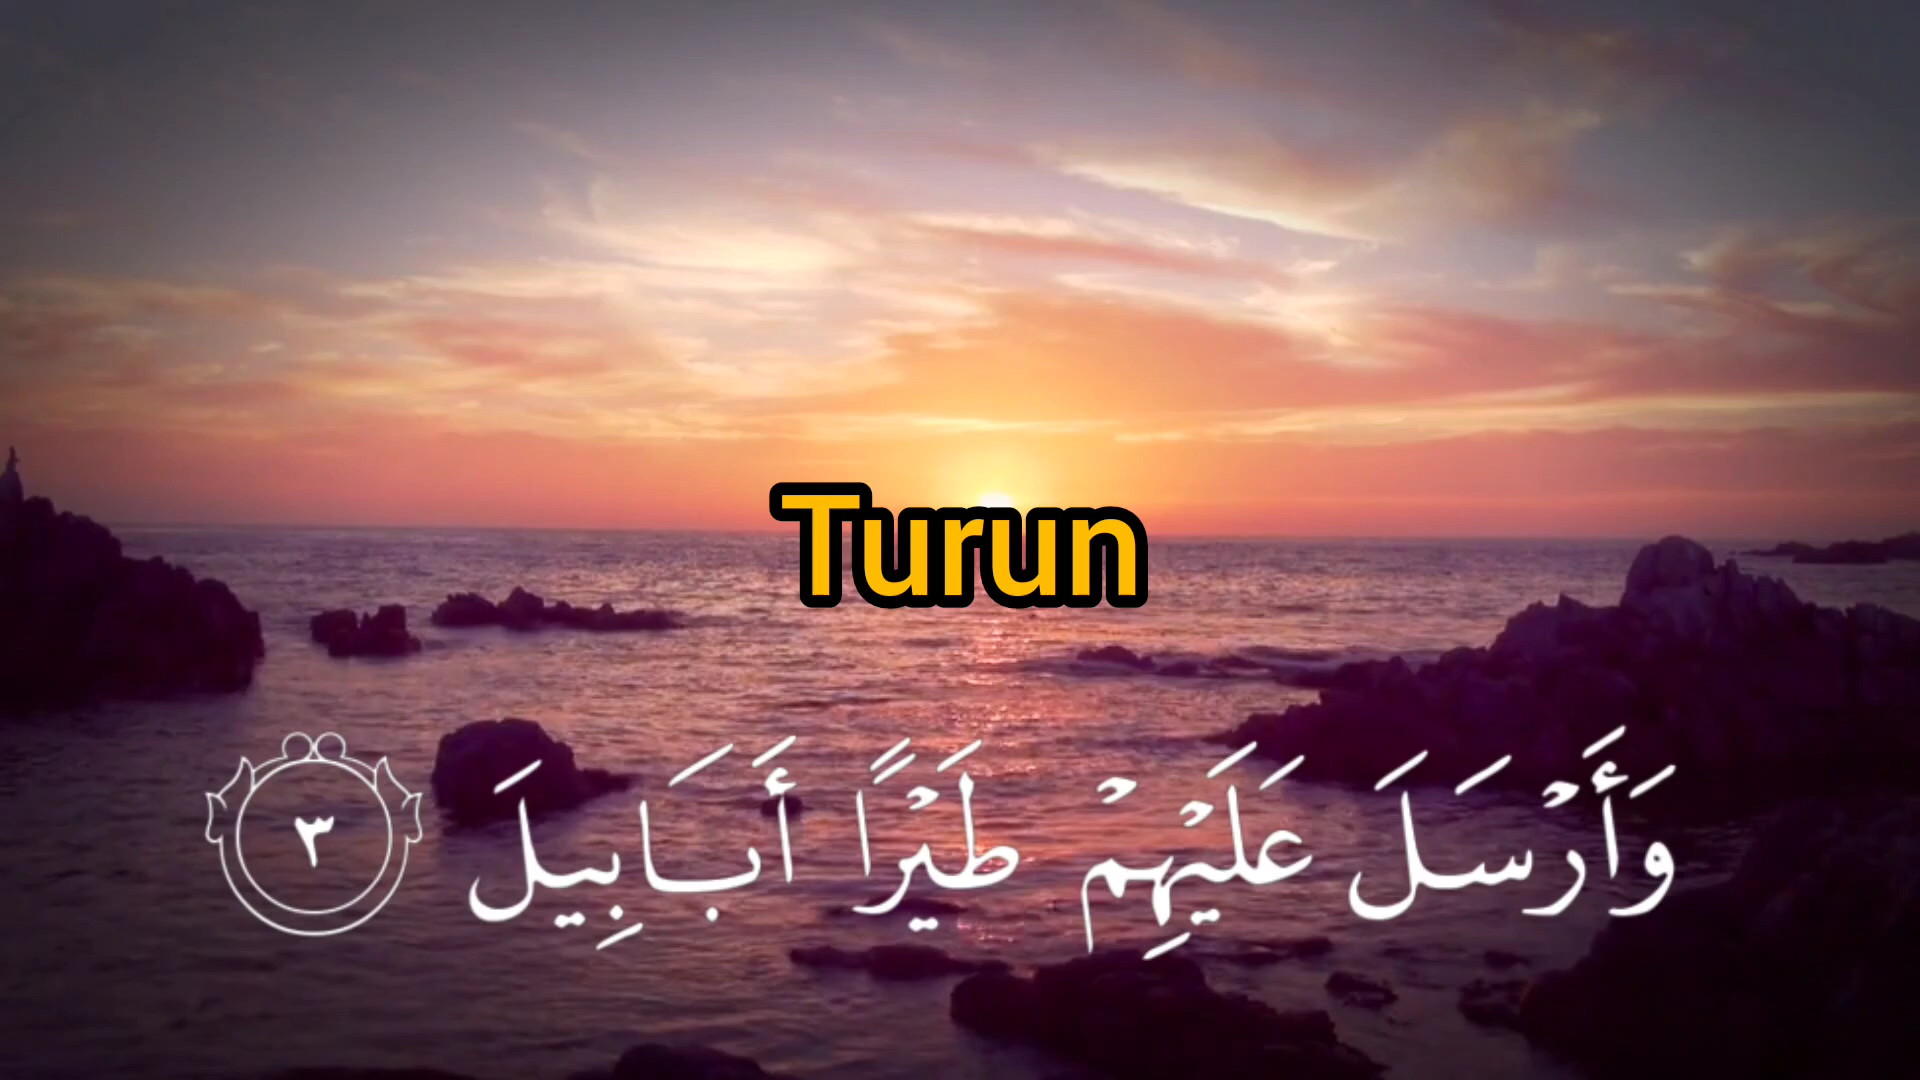 Turun
وَأَرْسَلَ عَلَيْهِمْ طَيْرًا أَبَابِيلَ ٣